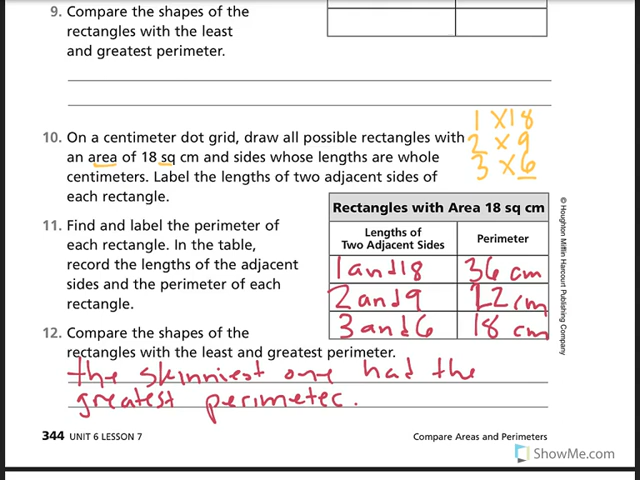 9. Compare the shapes of the
rectangles with the least
and greatest perimeter.
1 x 18
10. On a centimeter dot grid, draw all possible rectangles with
2 x 9
an area of 18 sq cm and sides whose lengths are whole
3 x 6
centimeters. Label the lengths of two adjacent sides of
each rectangle.
11. Find and label the perimeter of
each rectangle. In the table,
record the lengths of the adjacent
sides and the perimeter of each
rectangle.
Rectangles with Area 18 sq cm
Lengths of Two Adjacent Sides
Perimeter
1 and 18 36 cm
2 and 9 22 cm
3 and 6 18 cm
© Houghton Mifflin Harcourt Publishing Company
12. Compare the shapes of the
rectangles with the least and greatest perimeter.
the skinniest one had the
greatest perimeter.
344 UNIT 6 LESSON 7
Compare Areas and Perimeters
ShowMe.com